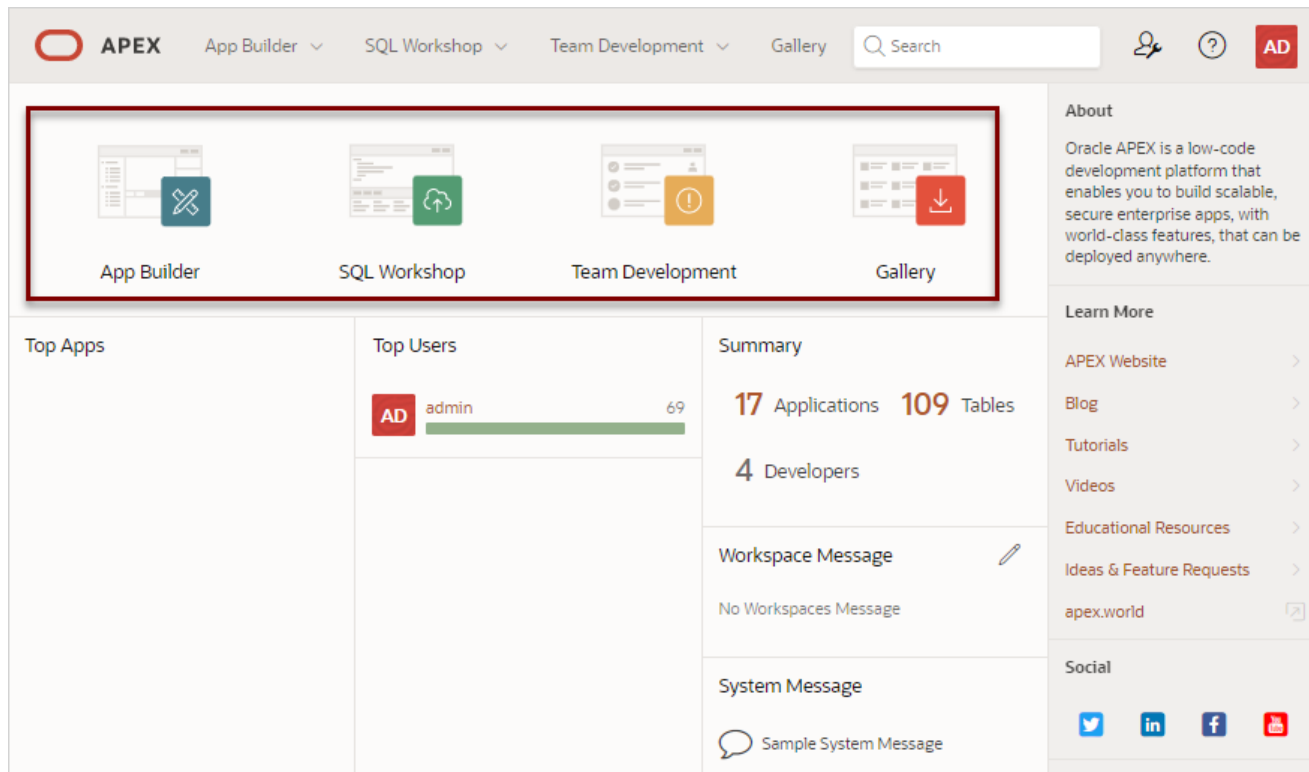 APEX App Builder SQL Workshop Team Development Gallery Search AD
App Builder SQL Workshop Team Development Gallery
Top Apps
Top Users
AD admin 69
Summary
17 Applications 109 Tables
4 Developers
Workspace Message
No Workspaces Message
System Message
Sample System Message
About
Oracle APEX is a low-code
development platform that
enables you to build scalable,
secure enterprise apps, with
world-class features, that can be
deployed anywhere.
Learn More
APEX Website
Blog
Tutorials
Videos
Educational Resources
Ideas & Feature Requests
apex.world
Social